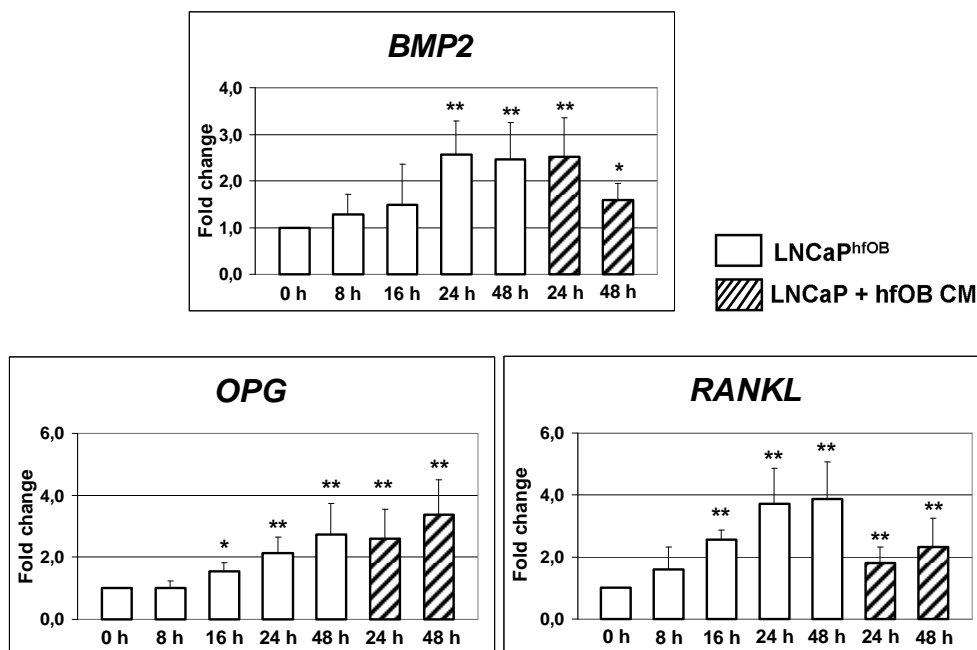 BMP2
4,0
3,0
2,0
1,0
0,0
Fold change
**
**
**
*
0 h 8 h 16 h 24 h 48 h 24 h 48 h
LNCaPhfOB
LNCaP + hfOB CM
OPG
6,0
4,0
2,0
0,0
Fold change
*
**
**
**
**
0 h 8 h 16 h 24 h 48 h 24 h 48 h
RANKL
6,0
4,0
2,0
0,0
Fold change
**
**
**
**
**
0 h 8 h 16 h 24 h 48 h 24 h 48 h